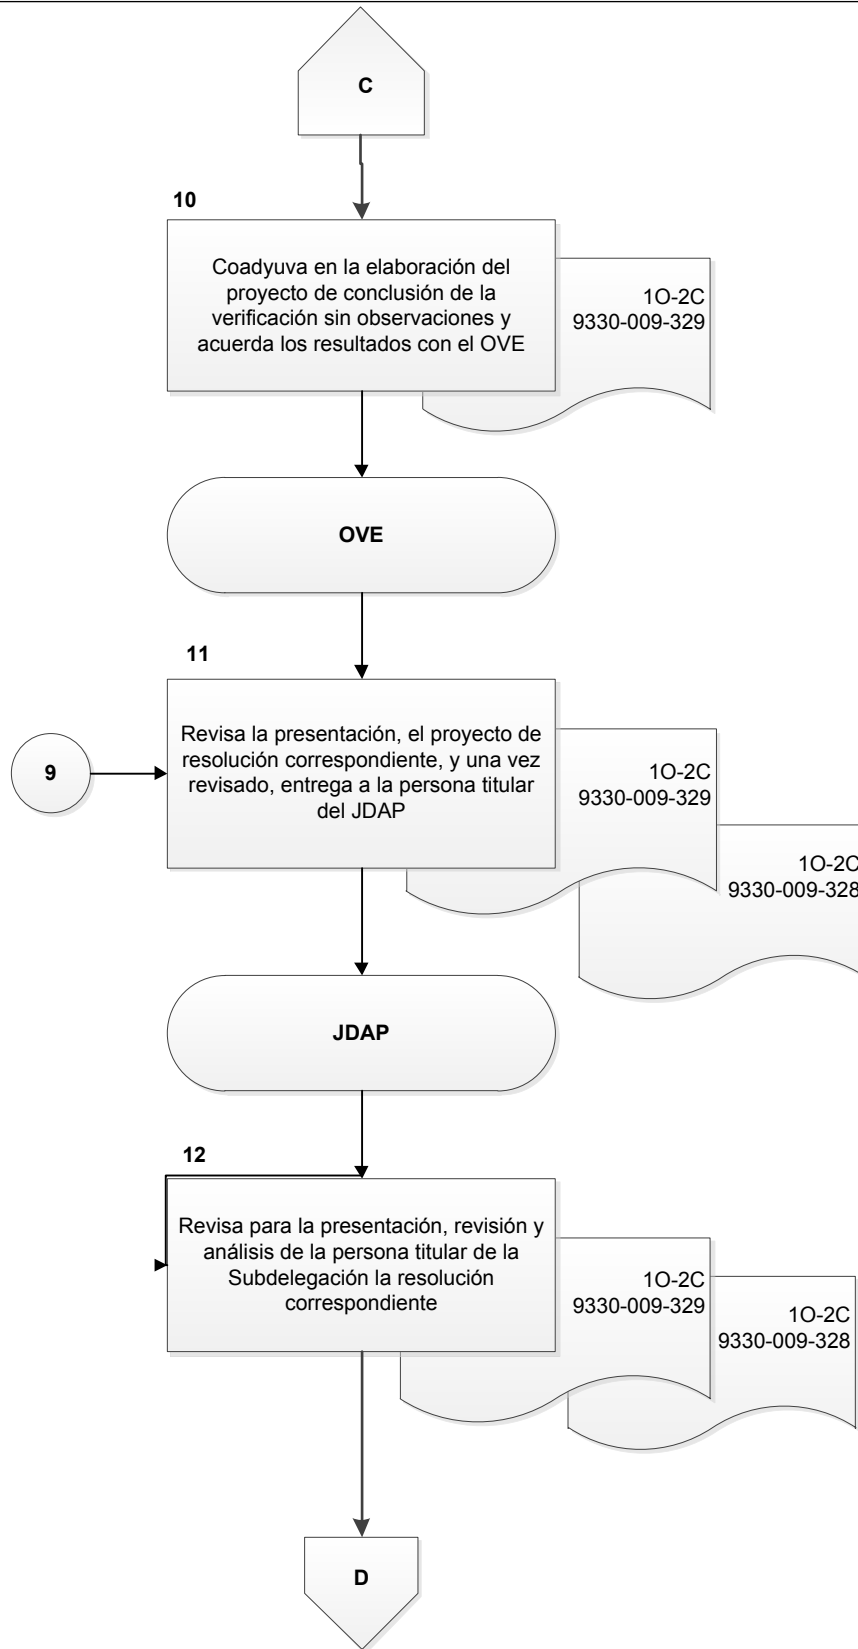 C
10
Coadyuva en la elaboración del
proyecto de conclusión de la
verificación sin observaciones y
acuerda los resultados con el OVE
1O-2C
9330-009-329
OVE
11
9
Revisa la presentación, el proyecto de
resolución correspondiente, y una vez
revisado, entrega a la persona titular
del JDAP
1O-2C
9330-009-329
1O-2C
9330-009-328
JDAP
12
Revisa para la presentación, revisión y
análisis de la persona titular de la
Subdelegación la resolución
correspondiente
1O-2C
9330-009-329
1O-2C
9330-009-328
D